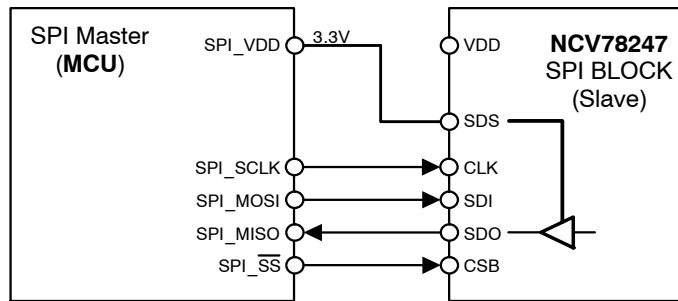 SPI Master
(MCU)
SPI_VDD
3.3V
SPI_SCLK
SPI_MOSI
SPI_MISO
SPI_SS
VDD
NCV78247
SPI BLOCK
(Slave)
SDS
CLK
SDI
SDO
CSB